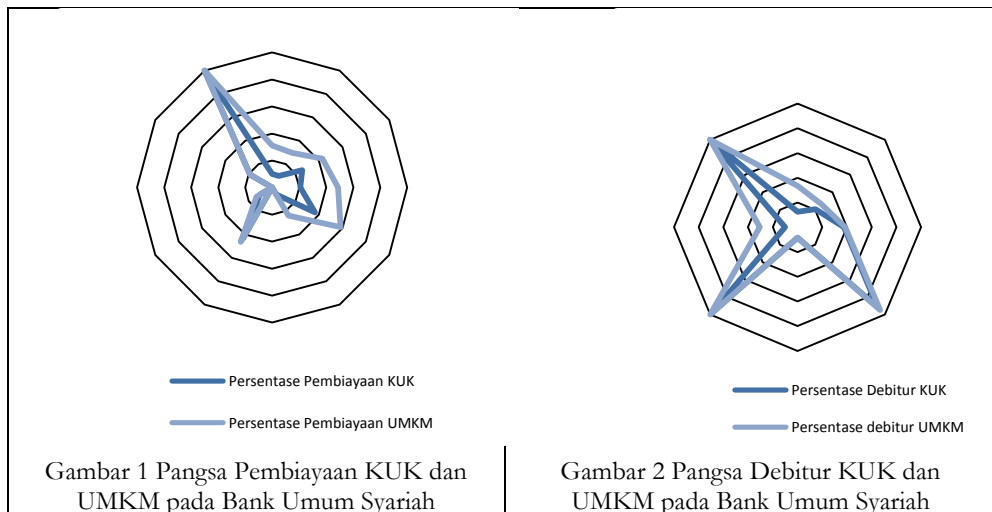 Persentase Pembiayaan KUK
Persentase Pembiayaan UMKM
Gambar 1 Pangsa Pembiayaan KUK dan
UMKM pada Bank Umum Syariah
Persentase Debitur KUK
Persentase debitur UMKM
Gambar 2 Pangsa Debitur KUK dan
UMKM pada Bank Umum Syariah